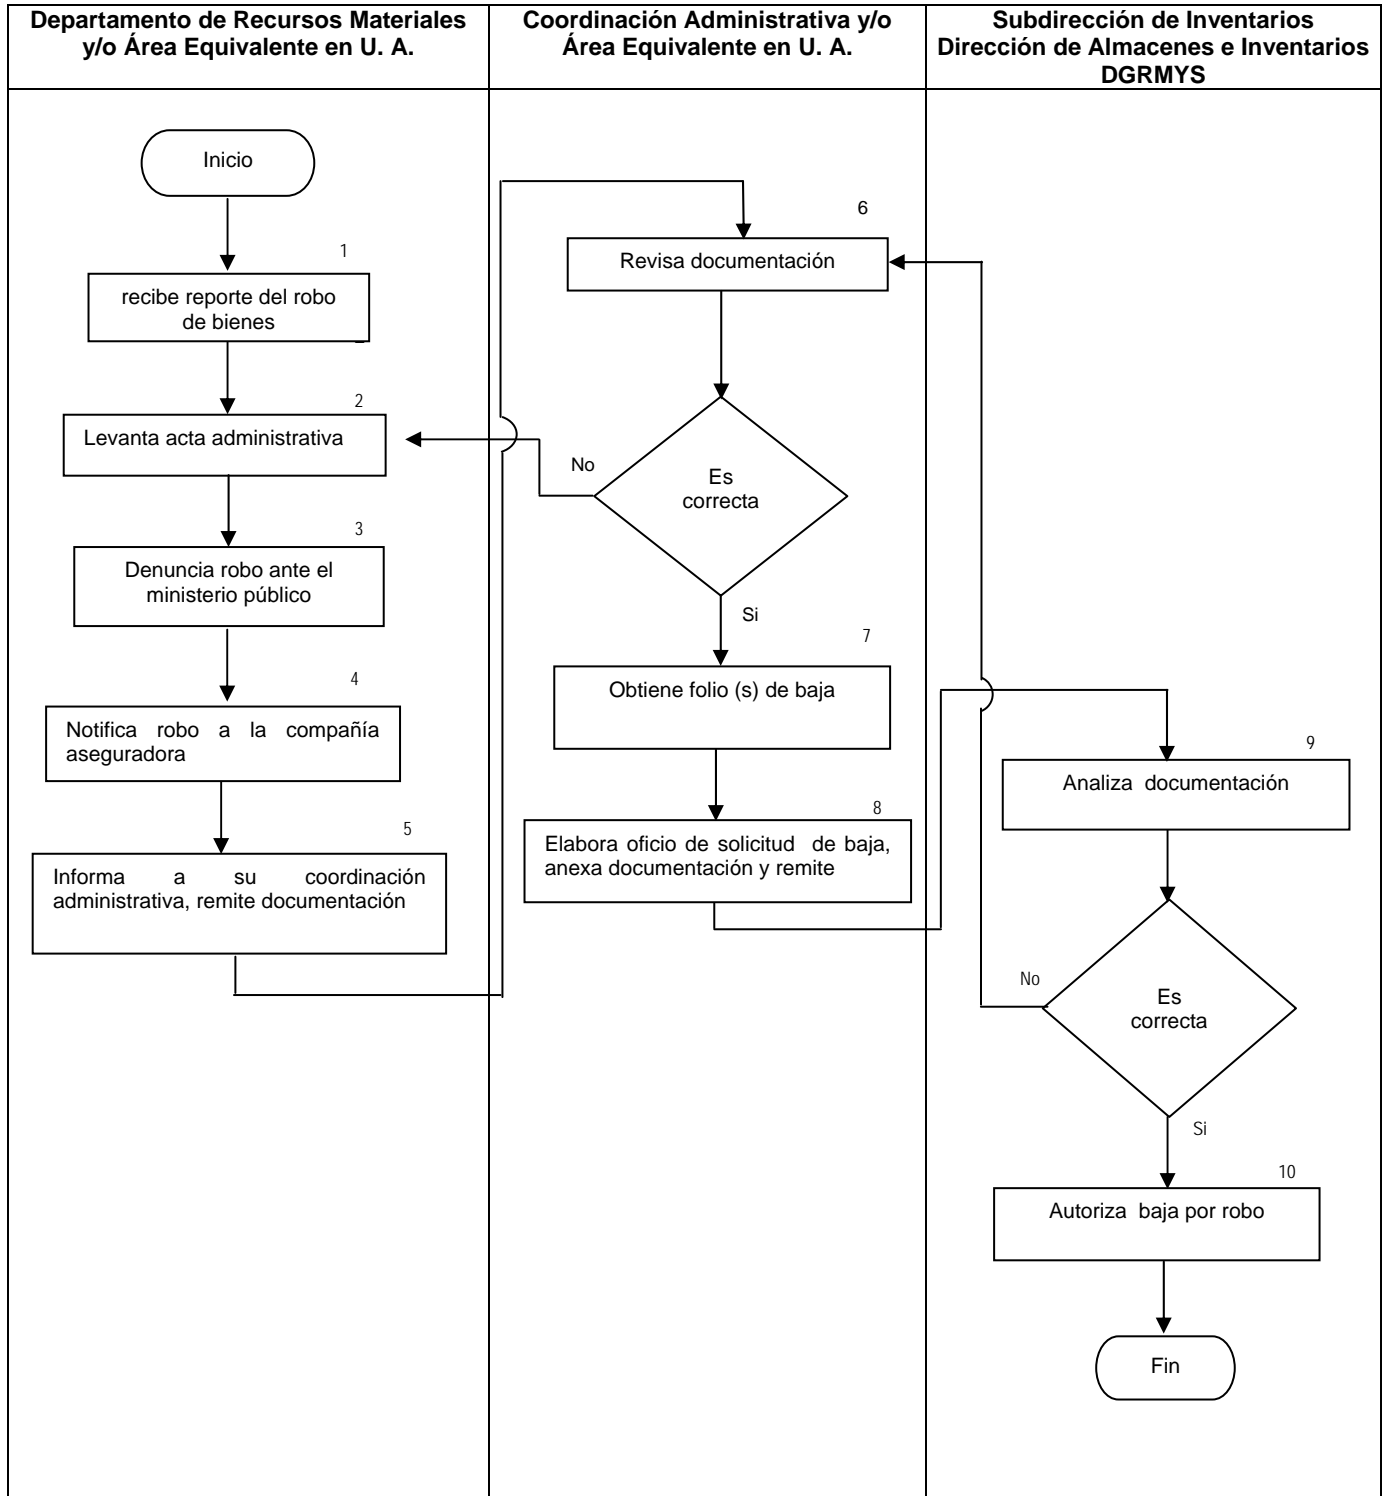 Departamento de Recursos Materiales
y/o Área Equivalente en U. A.
Coordinación Administrativa y/o
Área Equivalente en U. A.
Subdirección de Inventarios
Dirección de Almacenes e Inventarios
DGRMYS
Inicio
1
recibe reporte del robo
de bienes
2
Levanta acta administrativa
3
Denuncia robo ante el
ministerio público
4
Notifica robo a la compañía
aseguradora
5
Informa a su coordinación
administrativa, remite documentación
6
Revisa documentación
No
Es
correcta
Si
7
Obtiene folio (s) de baja
8
Elabora oficio de solicitud de baja,
anexa documentación y remite
9
Analiza documentación
No
Es
correcta
Si
10
Autoriza baja por robo
Fin